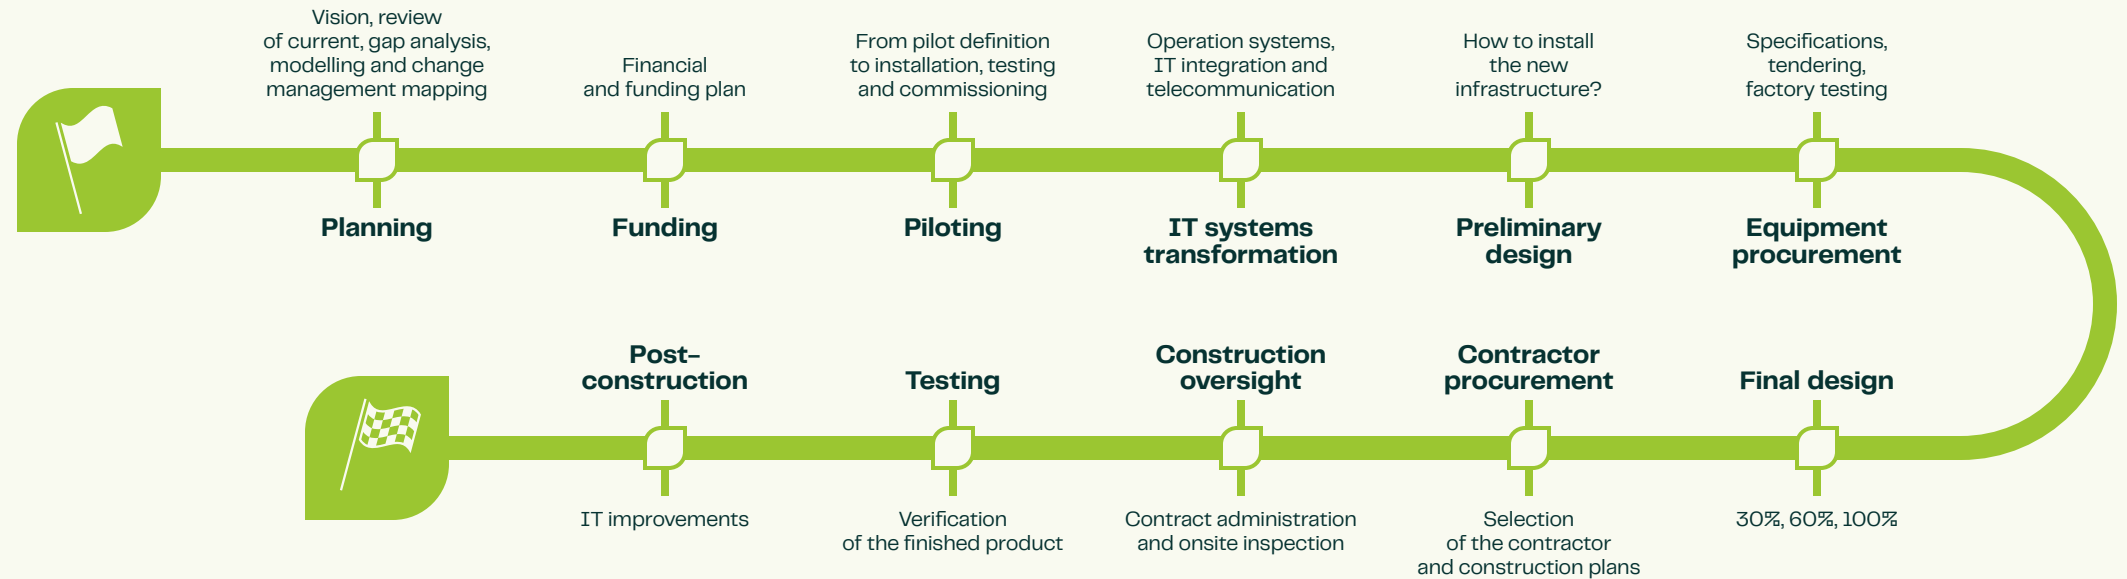 Vision, review
of current, gap analysis,
modelling and change
management mapping
Planning
Financial
and funding plan
Funding
From pilot definition
to installation, testing
and commissioning
Piloting
Operation systems,
IT integration and
telecommunication
IT systems
transformation
How to install
the new
infrastructure?
Preliminary
design
Specifications,
tendering,
factory testing
Equipment
procurement
Final design
30%, 60%, 100%
Contractor
procurement
Selection
of the contractor
and construction plans
Construction
oversight
Contract administration
and onsite inspection
Testing
Verification
of the finished product
Post-
construction
IT improvements